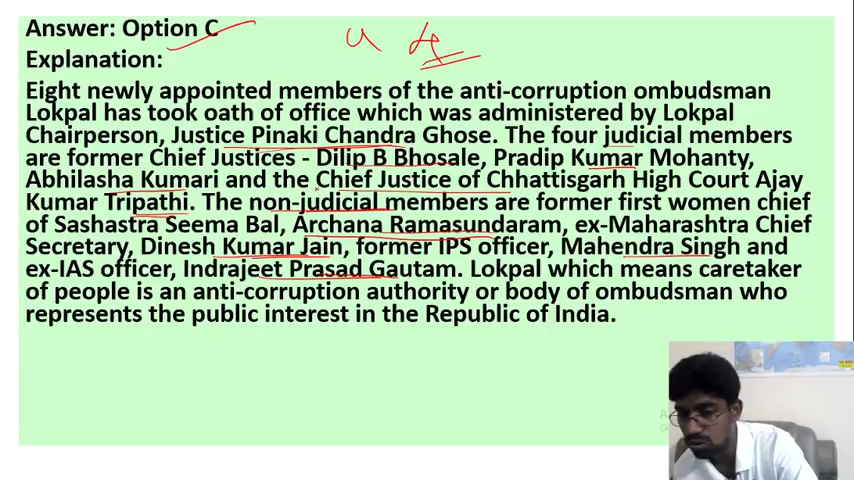 Answer: Option C
Explanation:
Eight newly appointed members of the anti-corruption ombudsman
Lokpal has took oath of office which was administered by Lokpal
Chairperson, Justice Pinaki Chandra Ghose. The four judicial members
are former Chief Justices - Dilip B Bhosale, Pradip Kumar Mohanty,
Abhilasha Kumari and the Chief Justice of Chhattisgarh High Court Ajay
Kumar Tripathi. The non-judicial members are former first women chief
of Sashastra Seema Bal, Archana Ramasundaram, ex-Maharashtra Chief
Secretary, Dinesh Kumar Jain, former IPS officer, Mahendra Singh and
ex-IAS officer, Indrajeet Prasad Gautam. Lokpal which means caretaker
of people is an anti-corruption authority or body of ombudsman who
represents the public interest in the Republic of India.